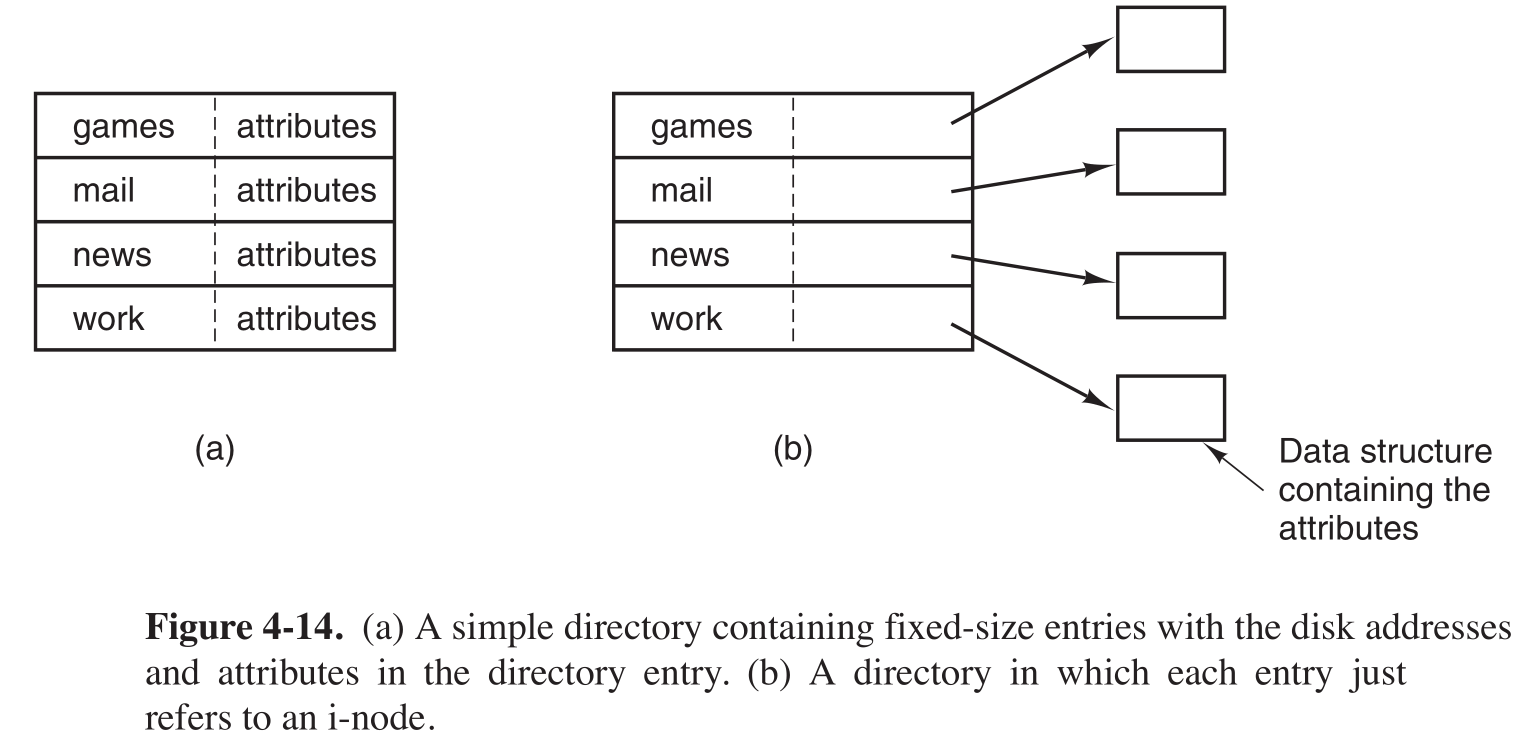 games attributes
mail attributes
news attributes
work attributes
(a)
games
mail
news
work
(b)
Data structure
containing the
attributes
Figure 4-14. (a) A simple directory containing fixed-size entries with the disk addresses
and attributes in the directory entry. (b) A directory in which each entry just
refers to an i-node.